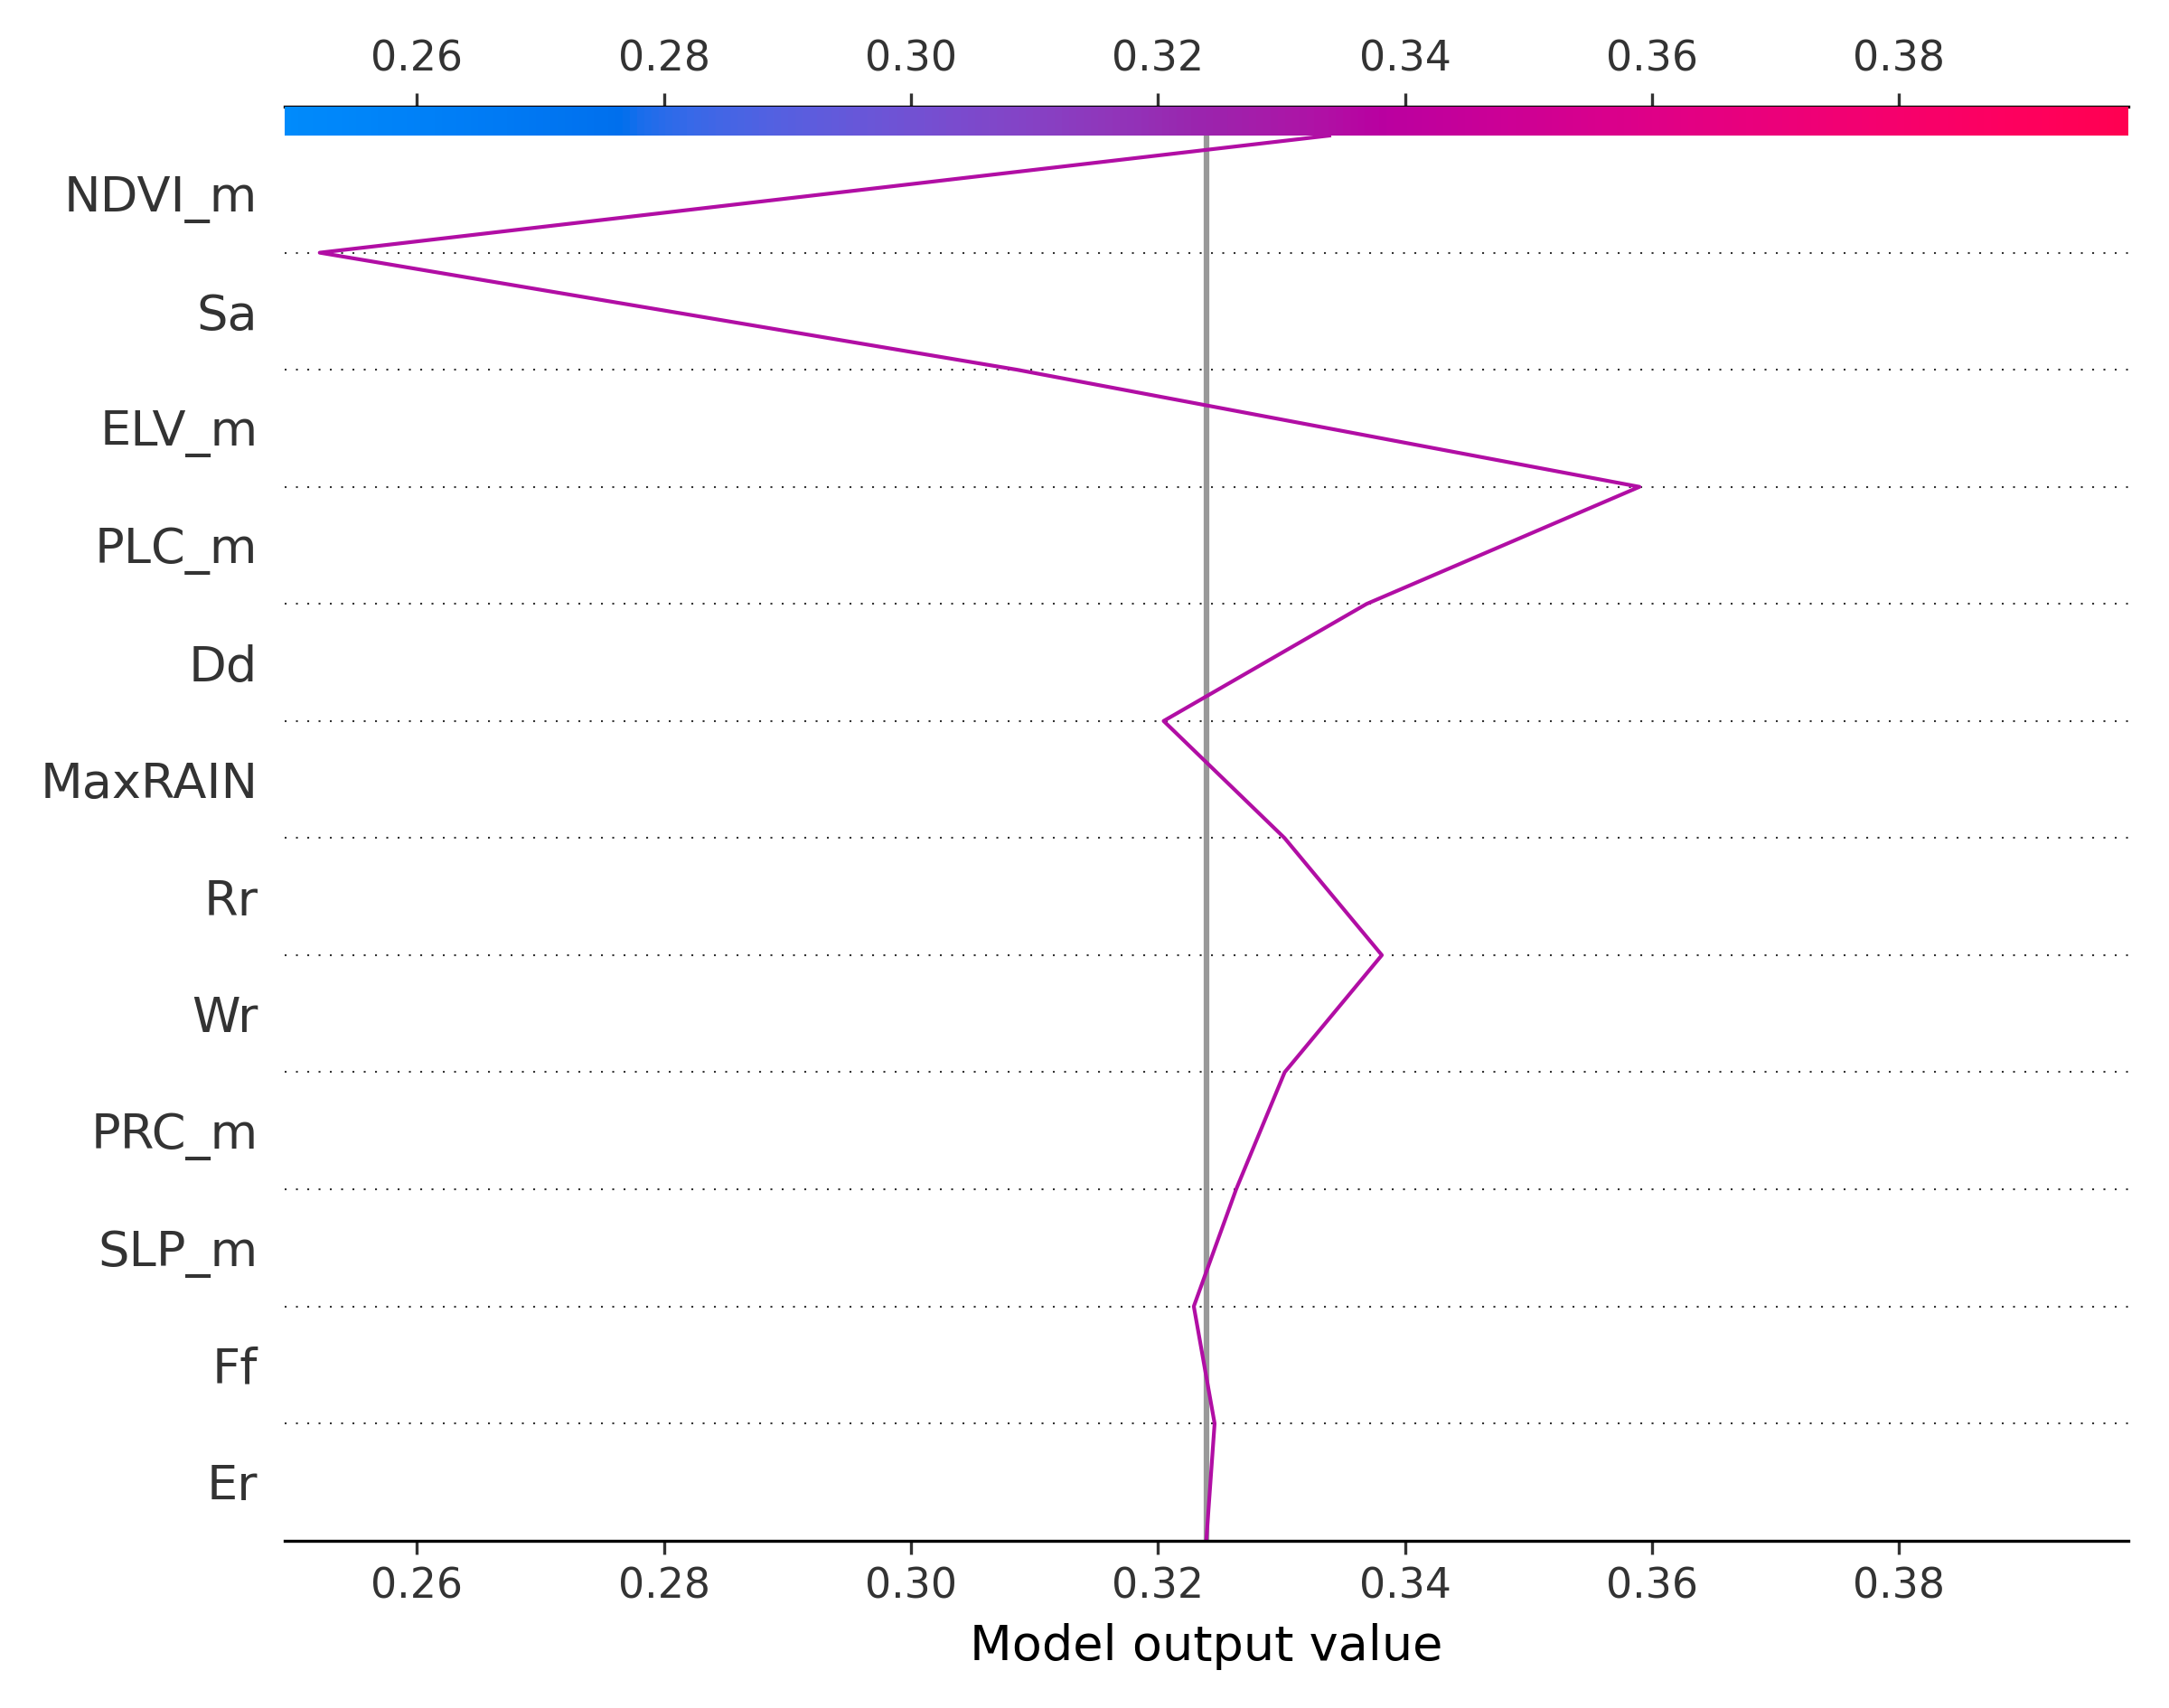 0.26 0.28 0.30 0.32 0.34 0.36 0.38
NDVI_m
Sa
ELV_m
PLC_m
Dd
MaxRAIN
Rr
Wr
PRC_m
SLP_m
Ff
Er
0.26 0.28 0.30 0.32 0.34 0.36 0.38
Model output value